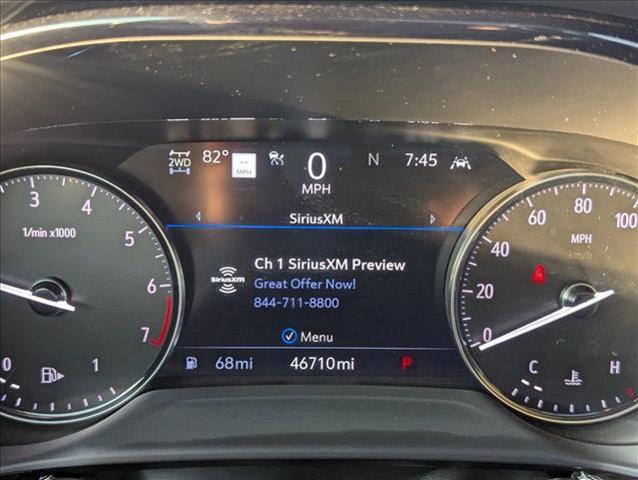 2WD 82° -- MPH 0 MPH N 7:45
SiriusXM
Ch 1 SiriusXM Preview
SiriusXM
Great Offer Now!
844-711-8800
Menu
68mi 46710mi P
1/min x1000
0 1 3 4 5 6 7
MPH
km/h
0 20 40 60 80 100
C H